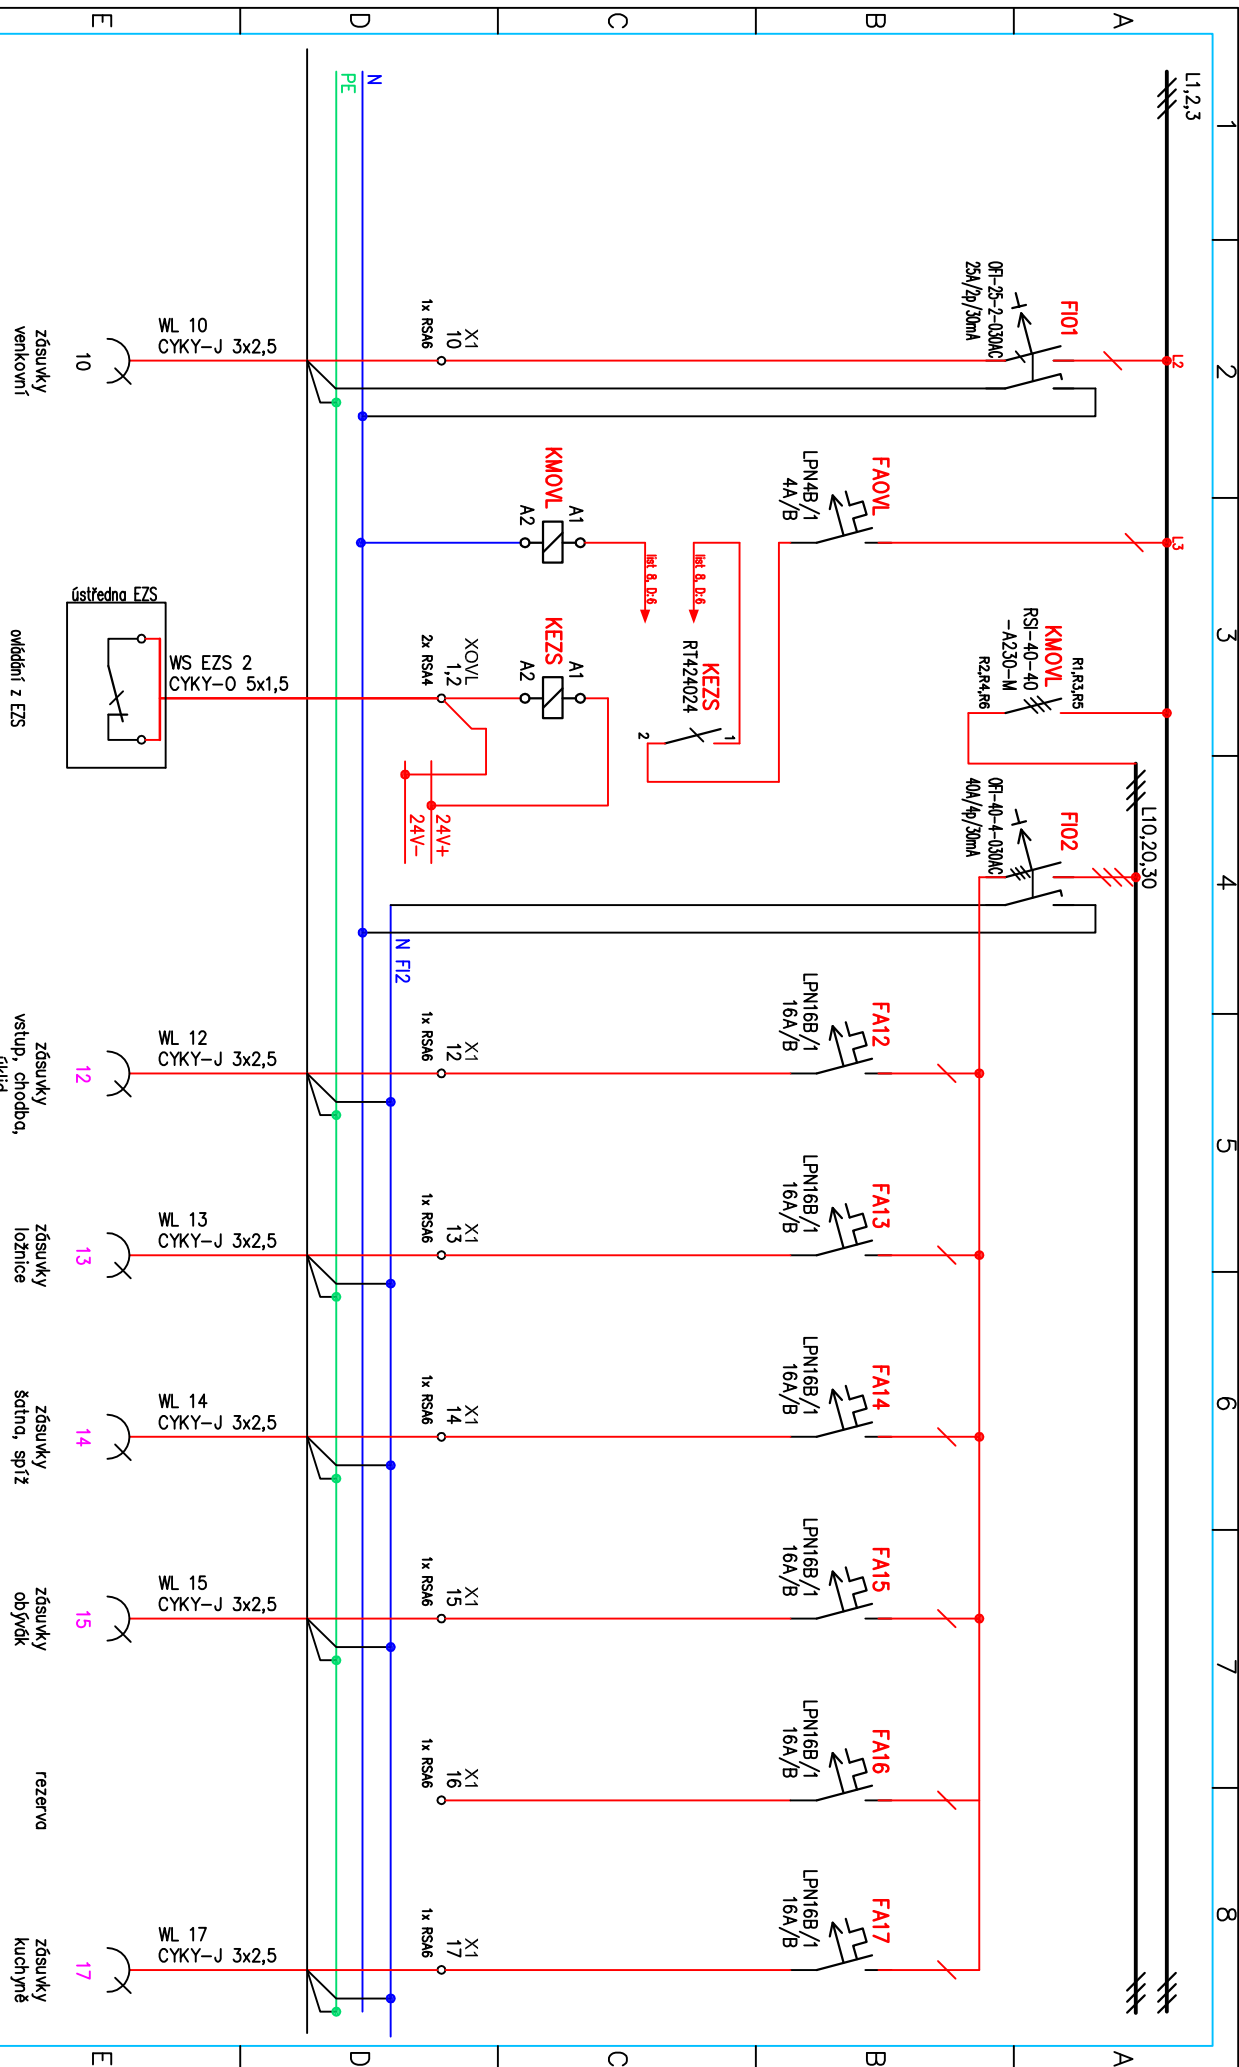 1
2
3
4
5
6
7
8
A
A
B
B
C
C
D
D
E
E
L1,2,3
L2
L3
L10,20,30
FI01
OFI-25-2-030AC
25A/2p/30mA
FAOVL
LPN4B/1
4A/B
R1,R3,R5
KMOVL
RSI-40-40
-A230-M
R2,R4,R6
FI02
OFI-40-4-030AC
40A/4p/30mA
FA12
LPN16B/1
16A/B
FA13
LPN16B/1
16A/B
FA14
LPN16B/1
16A/B
FA15
LPN16B/1
16A/B
FA16
LPN16B/1
16A/B
FA17
LPN16B/1
16A/B
list 8, D:6
list 8, D:6
KEZS
RT424024
1
2
KMOVL
A1
A2
KEZS
A1
A2
X1
10
1x RSA6
XOVL
1,2
2x RSA4
24V+
24V-
X1
12
1x RSA6
X1
13
1x RSA6
X1
14
1x RSA6
X1
15
1x RSA6
X1
16
1x RSA6
X1
17
1x RSA6
N
PE
N FI2
WL 10
CYKY-J 3x2,5
ústředna EZS
WS EZS 2
CYKY-O 5x1,5
WL 12
CYKY-J 3x2,5
WL 13
CYKY-J 3x2,5
WL 14
CYKY-J 3x2,5
WL 15
CYKY-J 3x2,5
WL 17
CYKY-J 3x2,5
10
12
13
14
15
17
zásuvky
venkovní
ovládání z EZS
zásuvky
vstup, chodba,
úklid
zásuvky
ložnice
zásuvky
šatna, spíž
zásuvky
obývák
rezerva
zásuvky
kuchyně